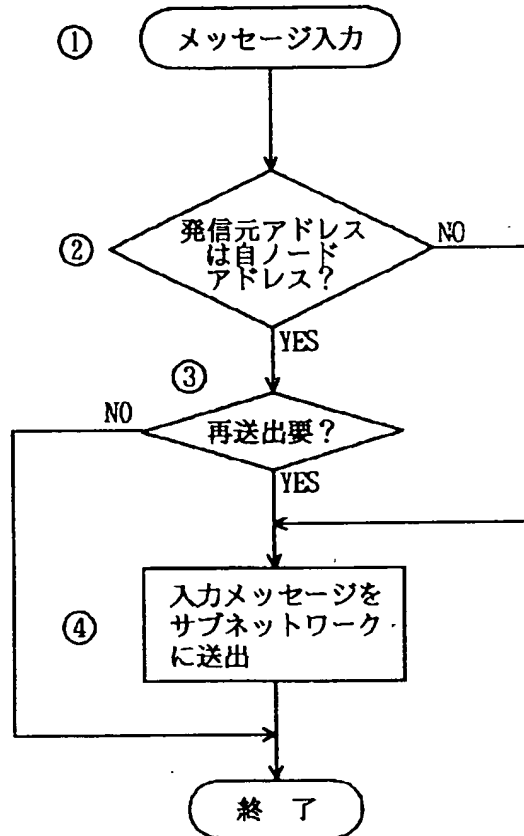 ①
メッセージ入力
②
発信元アドレス
は自ノード
アドレス？
NO
YES
③
NO
再送出要？
YES
④
入力メッセージを
サブネットワーク
に送出
終 了